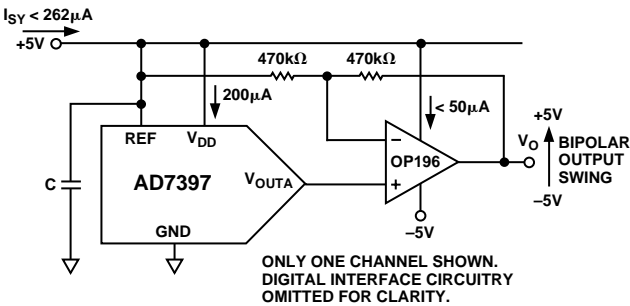 I_SY < 262µA
+5V
470kΩ 470kΩ
200µA
< 50µA
REF V_DD
+5V
V_O
BIPOLAR
OUTPUT
SWING
–5V
–
OP196
+
C
AD7397
V_OUTA
GND
–5V
ONLY ONE CHANNEL SHOWN.
DIGITAL INTERFACE CIRCUITRY
OMITTED FOR CLARITY.